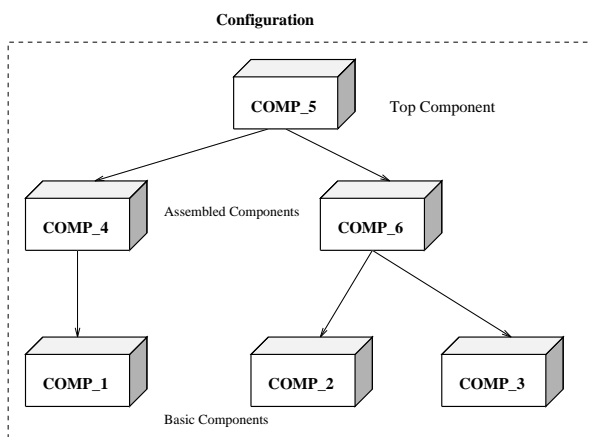 Configuration
COMP_5
Top Component
COMP_4
Assembled Components
COMP_6
COMP_1
COMP_2
COMP_3
Basic Components